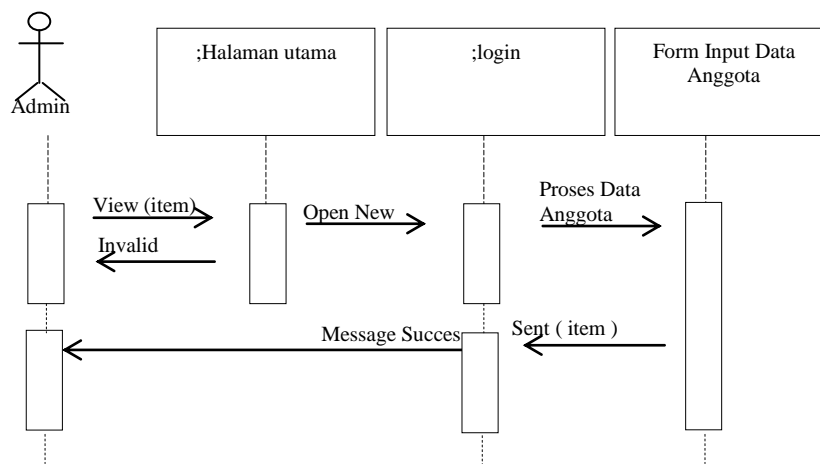 ;Halaman utama
;login
Form Input Data
Anggota
Admin
View (item)
Open New
Proses Data
Anggota
Invalid
Message Succes
Sent ( item )